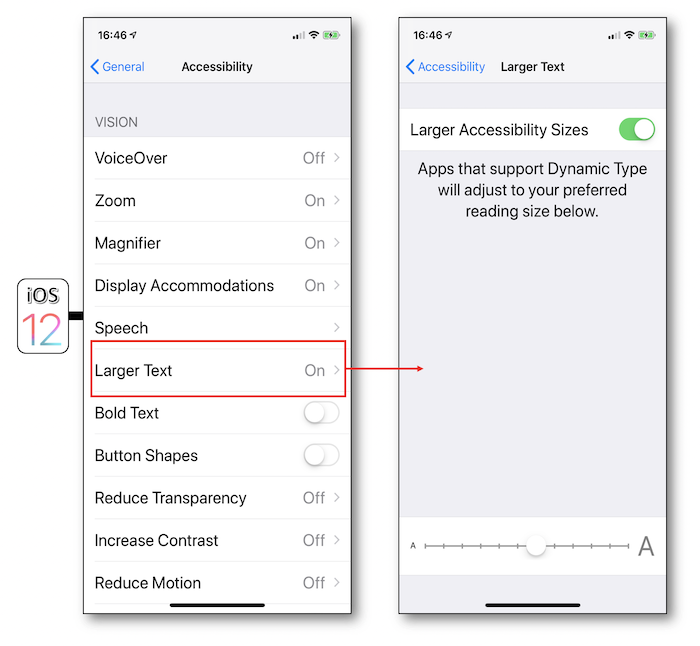 iOS
12
16:46
General
Accessibility
VISION
VoiceOver Off
Zoom On
Magnifier On
Display Accommodations On
Speech
Larger Text On
Bold Text
Button Shapes
Reduce Transparency Off
Increase Contrast Off
Reduce Motion Off
16:46
Accessibility
Larger Text
Larger Accessibility Sizes
Apps that support Dynamic Type
will adjust to your preferred
reading size below.
A A